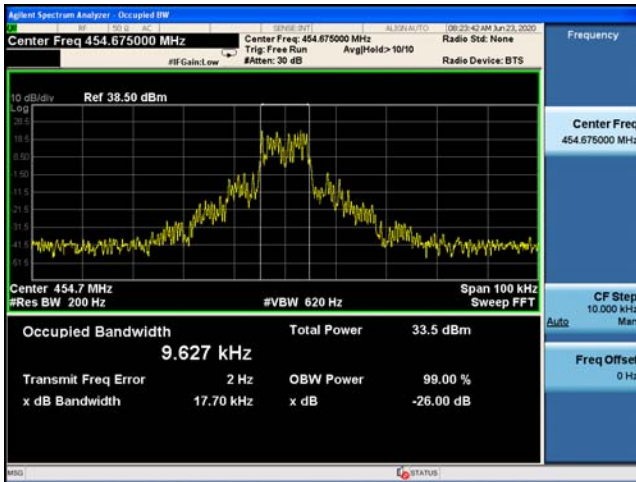 Agilent Spectrum Analyzer - Occupied BW
RF 50 Ω AC SENSE:INT ALIGN AUTO 08:23:42 AM Jun 23, 2020
Center Freq 454.675000 MHz Center Freq: 454.675000 MHz Radio Std: None Frequency
Trig: Free Run Avg|Hold:> 10/10
#IFGain:Low #Atten: 30 dB Radio Device: BTS
10 dB/div Ref 38.50 dBm
Log
28.5
18.5
8.50
-1.50
-11.5
-21.5
-31.5
-41.5
-51.5
Center Freq
454.675000 MHz
Center 454.7 MHz Span 100 kHz
#Res BW 200 Hz #VBW 620 Hz Sweep FFT
CF Step
10.000 kHz
Auto Man
Occupied Bandwidth Total Power 33.5 dBm
9.627 kHz
Transmit Freq Error 2 Hz OBW Power 99.00 %
x dB Bandwidth 17.70 kHz x dB -26.00 dB
Freq Offset
0 Hz
MSG STATUS